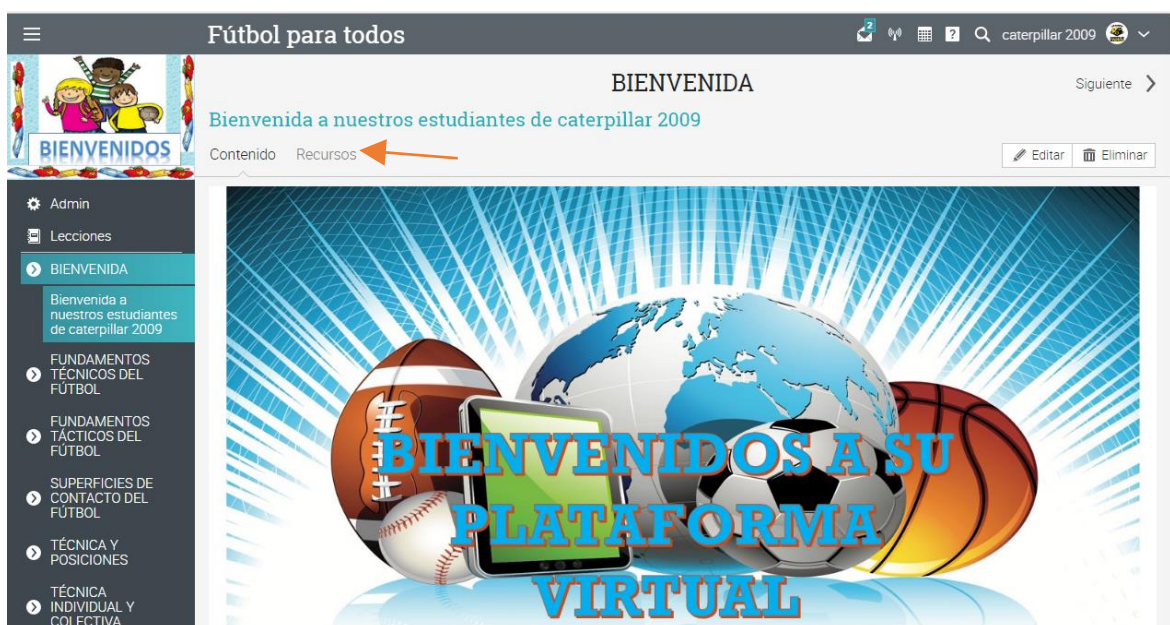 Fútbol para todos
2
?
caterpillar 2009
BIENVENIDOS
BIENVENIDA
Siguiente
Bienvenida a nuestros estudiantes de caterpillar 2009
Contenido Recursos
Editar Eliminar
Admin
Lecciones
BIENVENIDA
Bienvenida a
nuestros estudiantes
de caterpillar 2009
FUNDAMENTOS
TÉCNICOS DEL
FÚTBOL
FUNDAMENTOS
TÁCTICOS DEL
FÚTBOL
SUPERFICIES DE
CONTACTO DEL
FÚTBOL
TÉCNICA Y
POSICIONES
TÉCNICA
INDIVIDUAL Y
COLECTIVA
BIENVENIDOS A SU
PLATAFORMA
VIRTUAL